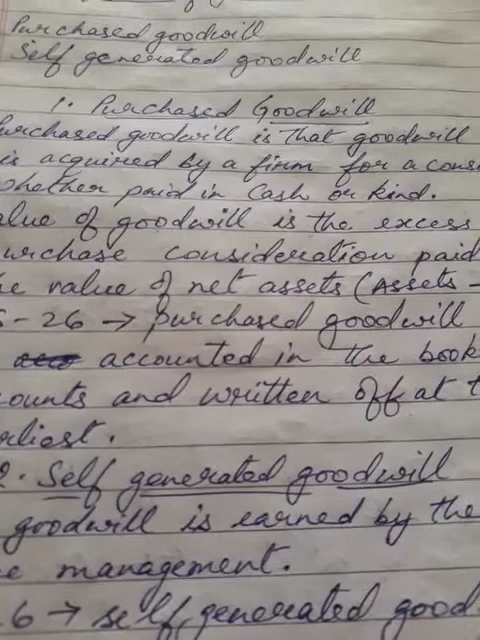 Purchased goodwill
Self generated goodwill
1. Purchased Goodwill
Purchased goodwill is that goodwill
is acquired by a firm for a consi
whether paid in Cash or kind.
alue of goodwill is the excess
urchase consideration paid
he value of net assets (Assets -
S-26 → purchased goodwill
accounted in the book
counts and written off at t
rliest.
2. Self generated goodwill
goodwill is earned by the
e management.
.6 → self generated good